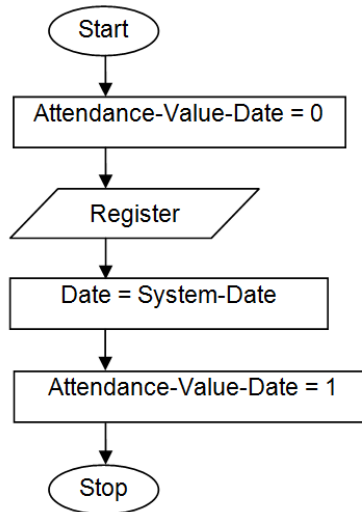 Start
Attendance-Value-Date = 0
Register
Date = System-Date
Attendance-Value-Date = 1
Stop